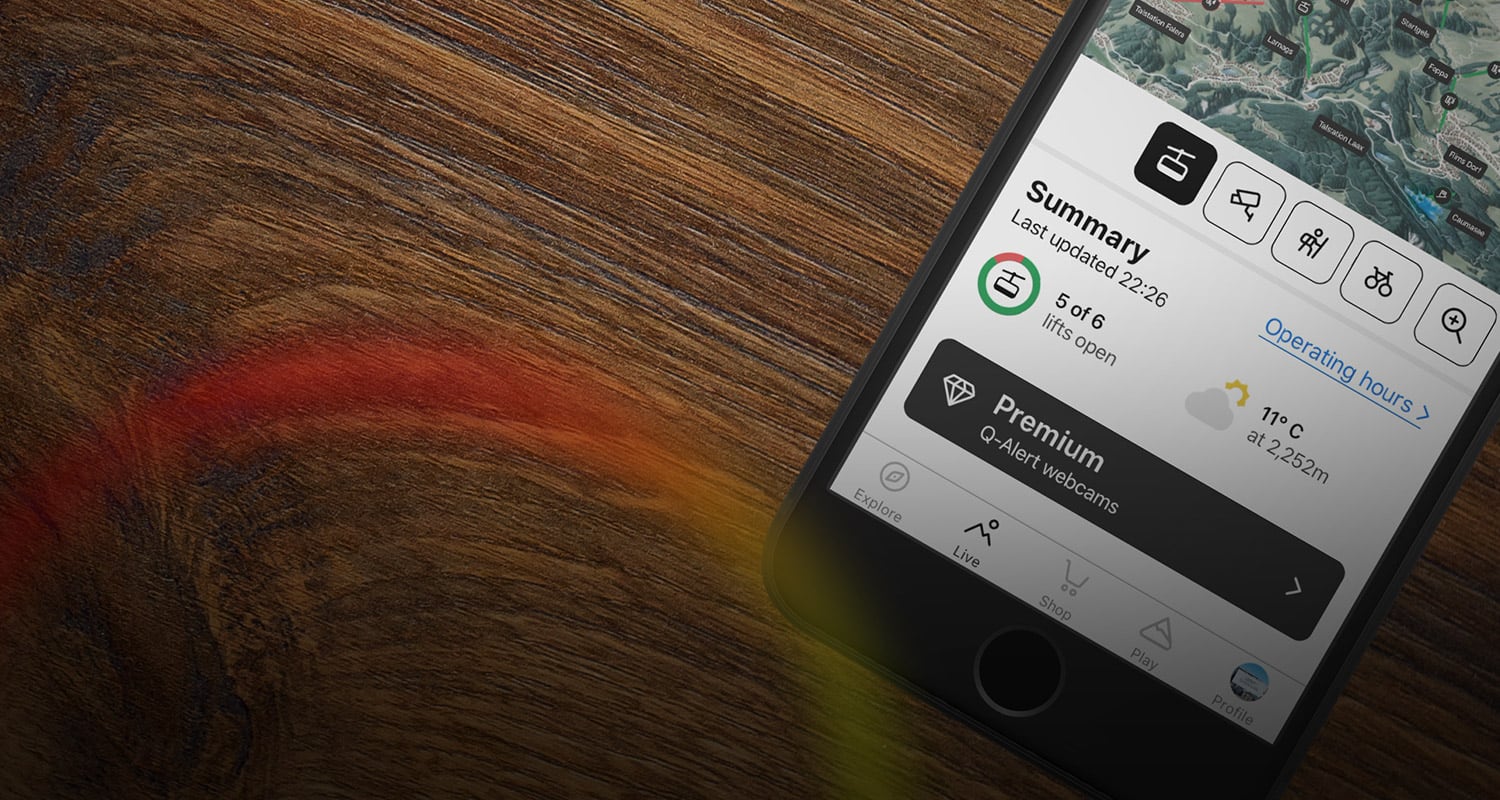 Talstation Falera
Larnags
Startgels
Foppa
Talstation Laax
Flims Dorf
Caumasee
Summary
Last updated 22:26
5 of 6
lifts open
Operating hours
11° C
at 2,252m
Premium
Q-Alert webcams
Explore
Live
Shop
Play
Profile